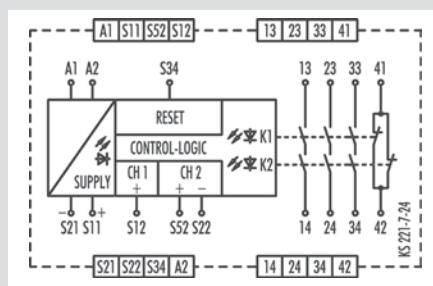 A1 S11 S52 S12 13 23 33 41
A1 A2 S34 13 23 33 41
RESET
CONTROL-LOGIC
K1
K2
SUPPLY
CH 1 CH 2
+ + −
− +
S21 S11 S12 S52 S22 14 24 34 42
KS 221-7-24
S21 S22 S34 A2 14 24 34 42